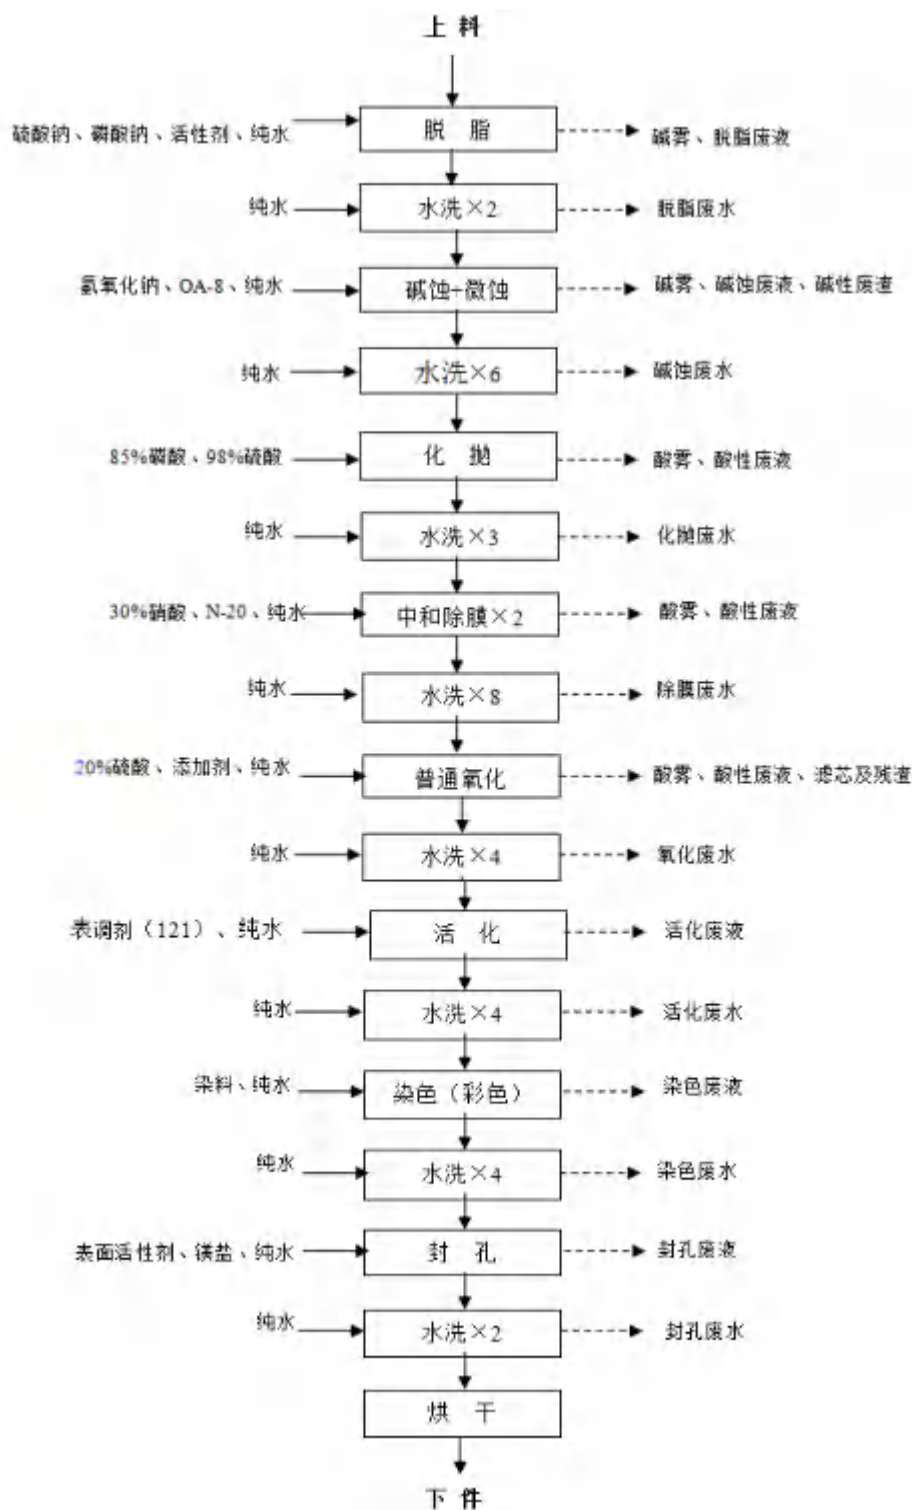 上 料
硫酸钠、磷酸钠、活性剂、纯水 脱 脂 碱雾、脱脂废液
纯水 水洗×2 脱脂废水
氢氧化钠、OA-8、纯水 碱蚀+微蚀 碱雾、碱蚀废液、碱性废渣
纯水 水洗×6 碱蚀废水
85%磷酸、98%硫酸 化 抛 酸雾、酸性废液
纯水 水洗×3 化抛废水
30%硝酸、N-20、纯水 中和除膜×2 酸雾、酸性废液
纯水 水洗×8 除膜废水
20%硫酸、添加剂、纯水 普通氧化 酸雾、酸性废液、滤芯及残渣
纯水 水洗×4 氧化废水
表调剂（121）、纯水 活 化 活化废液
纯水 水洗×4 活化废水
染料、纯水 染色（彩色） 染色废液
纯水 水洗×4 染色废水
表面活性剂、镁盐、纯水 封 孔 封孔废液
纯水 水洗×2 封孔废水
烘 干
下 件